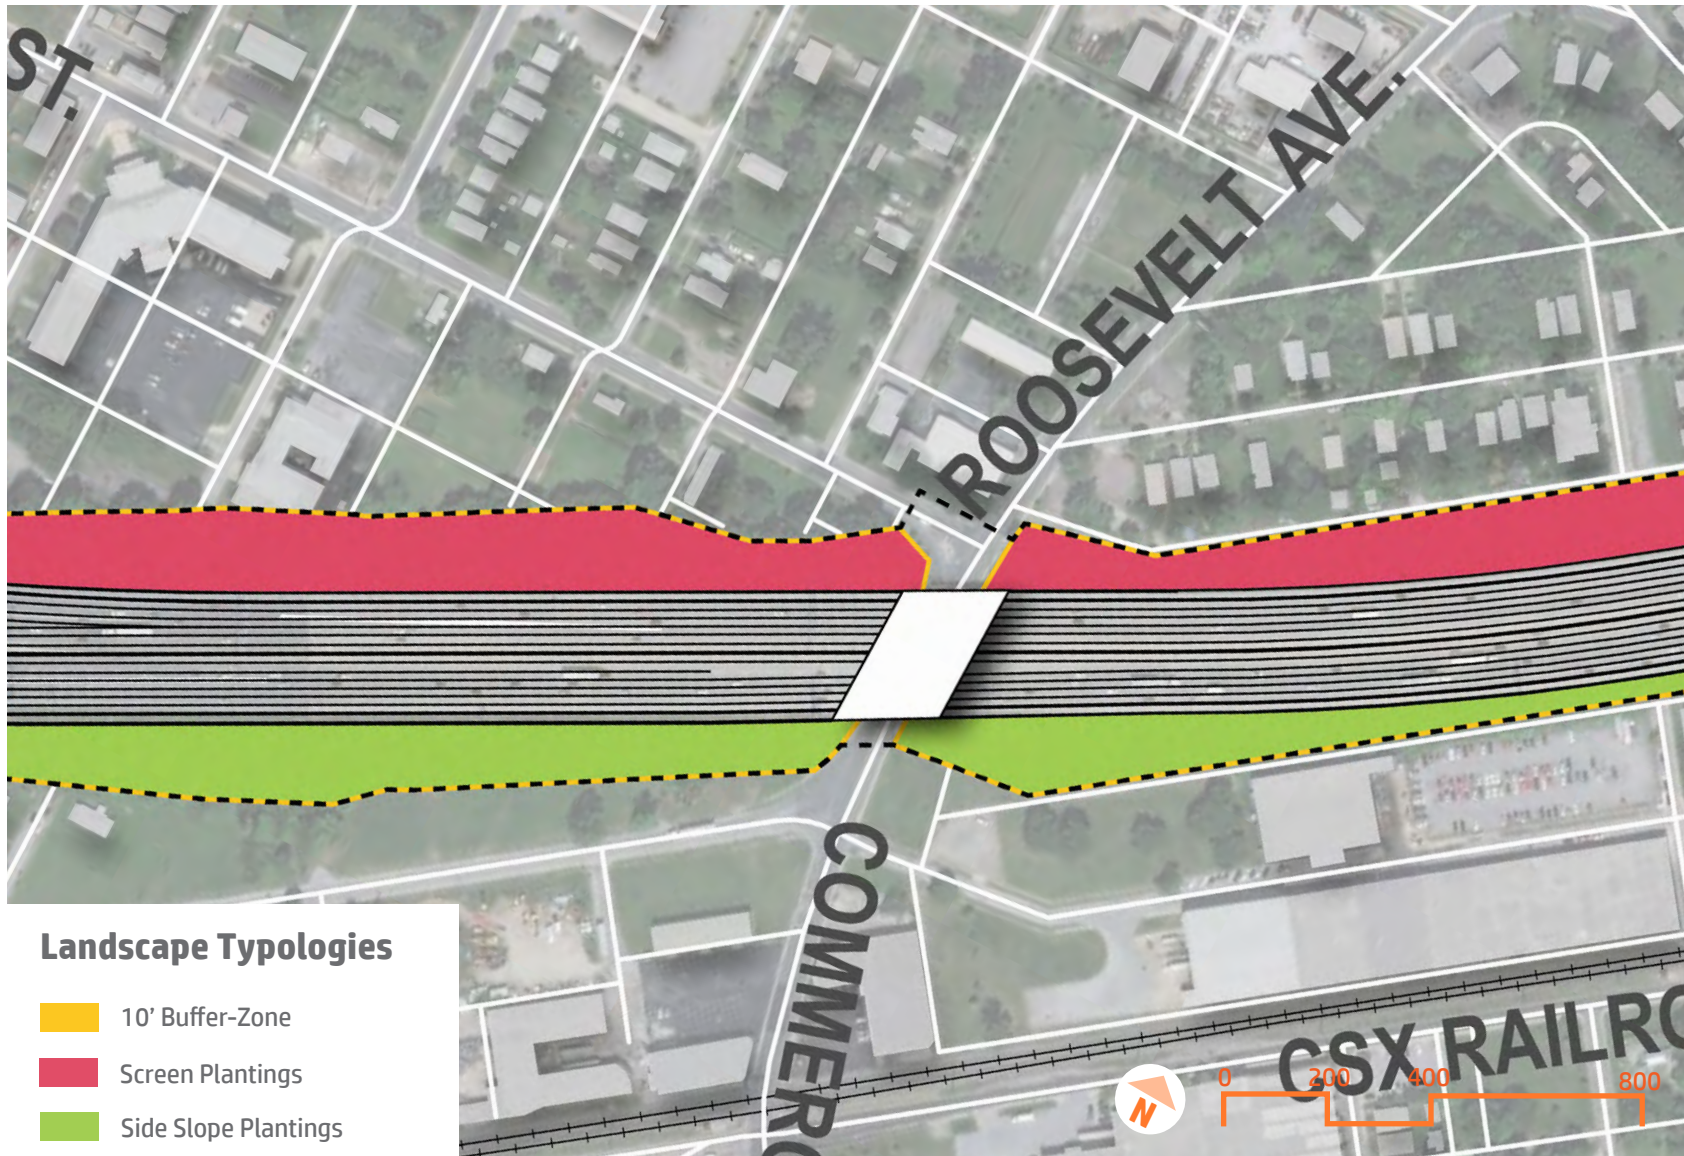 ST.
ROOSEVELT AVE.
COMMERC
CSX RAILRO
Landscape Typologies
10’ Buffer-Zone
Screen Plantings
Side Slope Plantings
N
0 200 400 800